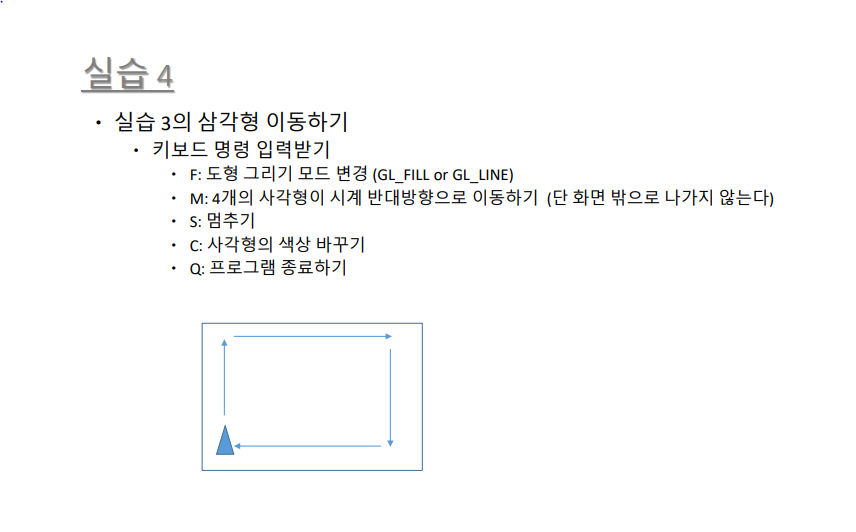 실습 4
• 실습 3의 삼각형 이동하기
• 키보드 명령 입력받기
• F: 도형 그리기 모드 변경 (GL_FILL or GL_LINE)
• M: 4개의 사각형이 시계 반대방향으로 이동하기 (단 화면 밖으로 나가지 않는다)
• S: 멈추기
• C: 사각형의 색상 바꾸기
• Q: 프로그램 종료하기